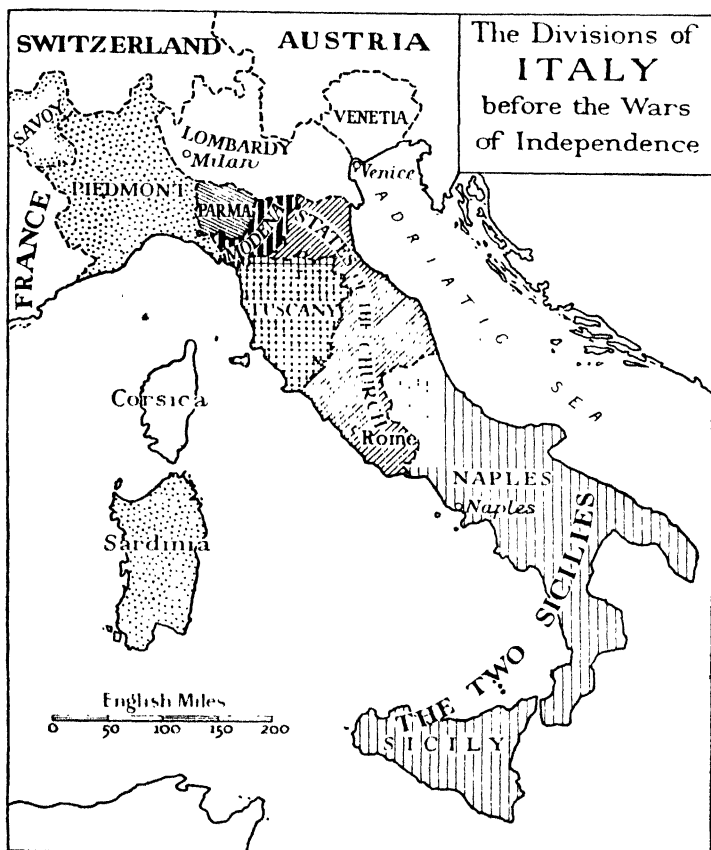 SWITZERLAND
AUSTRIA
The Divisions of
ITALY
before the Wars
of Independence
SAVOY
LOMBARDY
Milan
VENETIA
Venice
PIEDMONT
PARMA
MODENA
STATES OF THE CHURCH
FRANCE
TUSCANY
ADRIATIC SEA
Corsica
Rome
NAPLES
Naples
Sardinia
THE TWO SICILIES
SICILY
English Miles
0 50 100 150 200